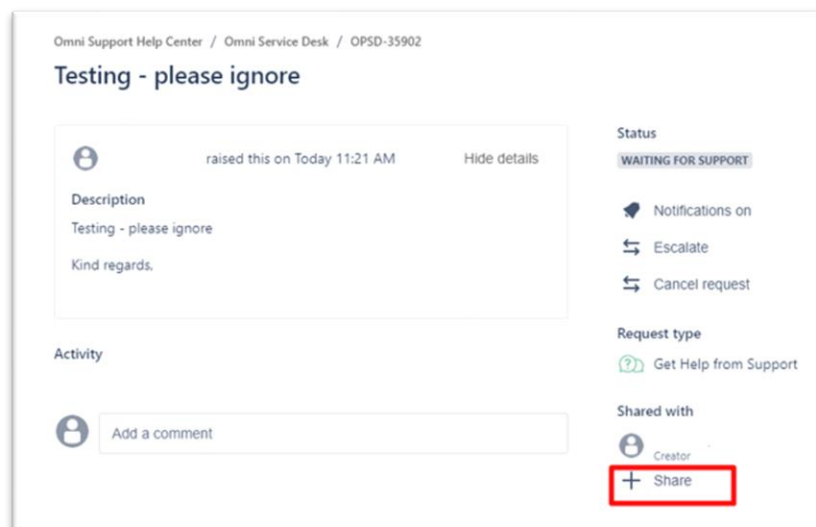 Omni Support Help Center / Omni Service Desk / OPSD-35902
Testing - please ignore
raised this on Today 11:21 AM
Hide details
Description
Testing - please ignore
Kind regards,
Activity
Add a comment
Status
WAITING FOR SUPPORT
Notifications on
Escalate
Cancel request
Request type
Get Help from Support
Shared with
Creator
Share